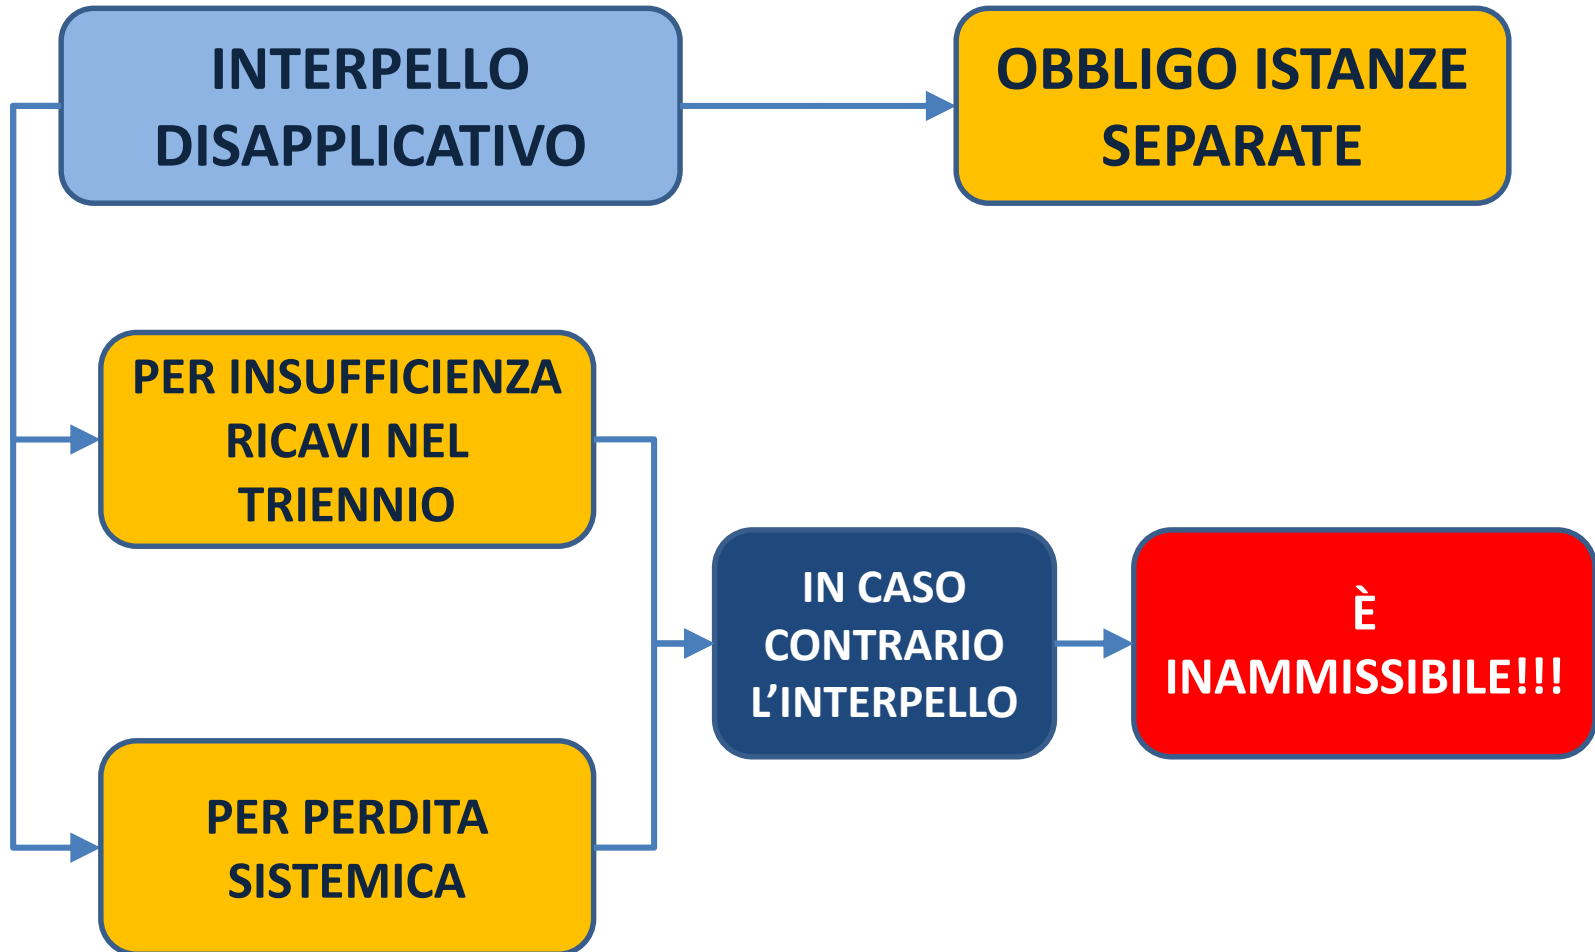 INTERPELLO
DISAPPLICATIVO
OBBLIGO ISTANZE
SEPARATE
PER INSUFFICIENZA
RICAVI NEL
TRIENNIO
IN CASO
CONTRARIO
L’INTERPELLO
È
INAMMISSIBILE!!!
PER PERDITA
SISTEMICA